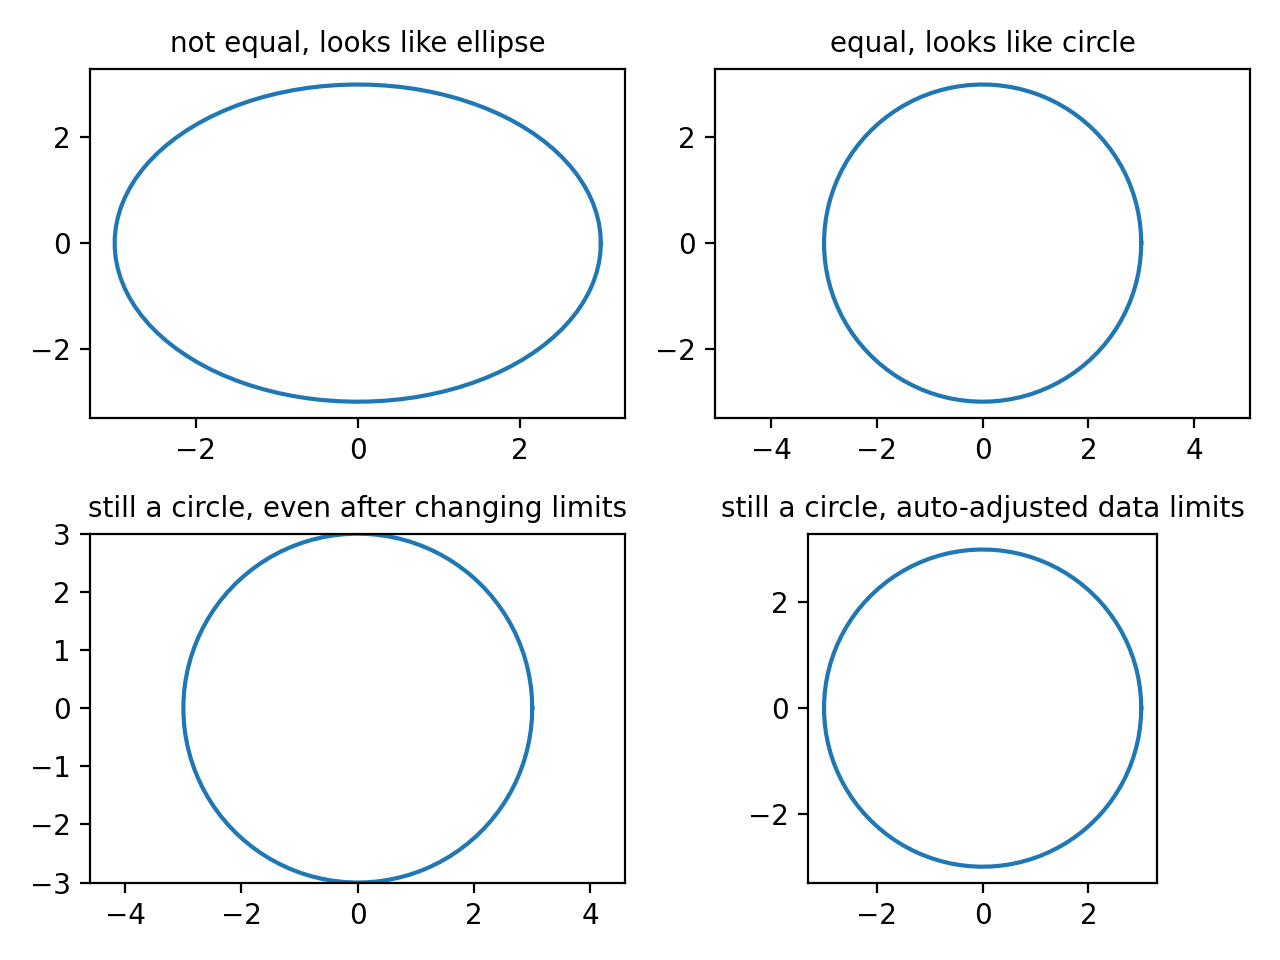 not equal, looks like ellipse
2
0
−2
−2 0 2
equal, looks like circle
2
0
−2
−4 −2 0 2 4
still a circle, even after changing limits
3
2
1
0
−1
−2
−3
−4 −2 0 2 4
still a circle, auto-adjusted data limits
2
0
−2
−2 0 2